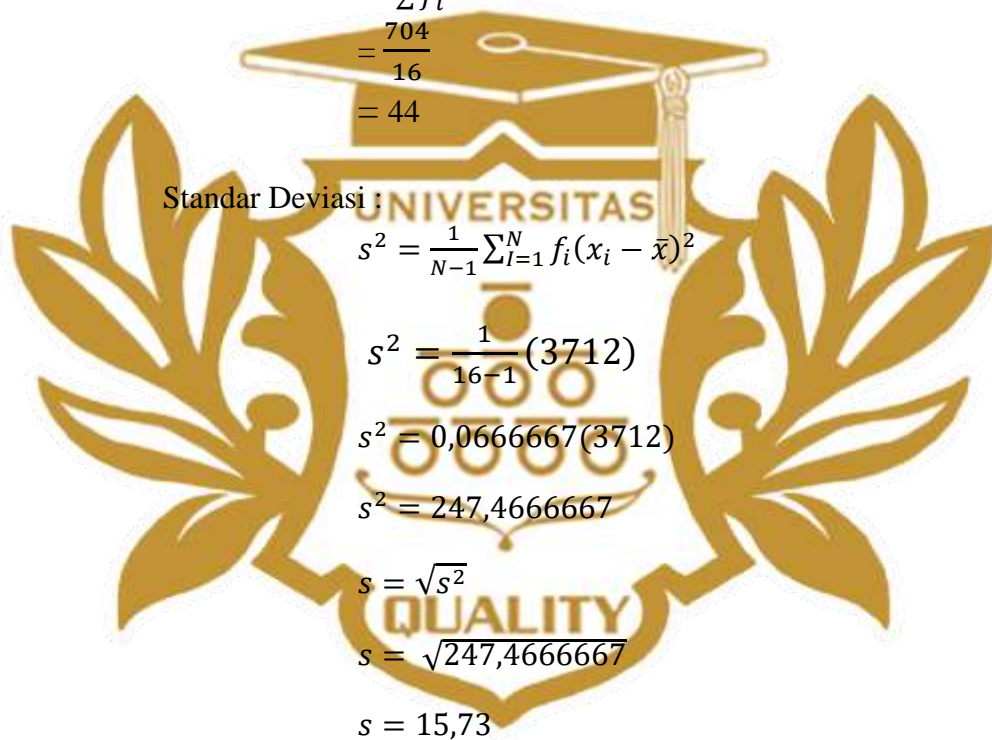 Σfi
= 704/16
= 44
Standar Deviasi :
UNIVERSITAS
s² = 1/(N−1) ∑_{I=1}^{N} f_i(x_i − x̄)²
s² = 1/(16−1) (3712)
s² = 0,0666667(3712)
s² = 247,4666667
s = √s²
QUALITY
s = √247,4666667
s = 15,73